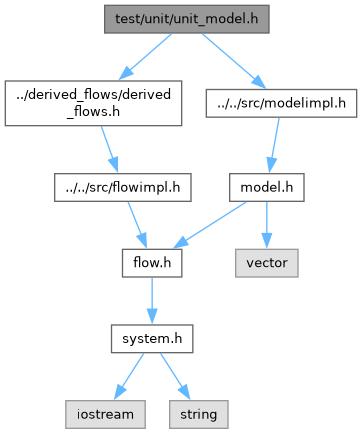 test/unit/unit_model.h
../derived_flows/derived
_flows.h
../../src/modelimpl.h
../../src/flowimpl.h
model.h
flow.h
vector
system.h
iostream
string